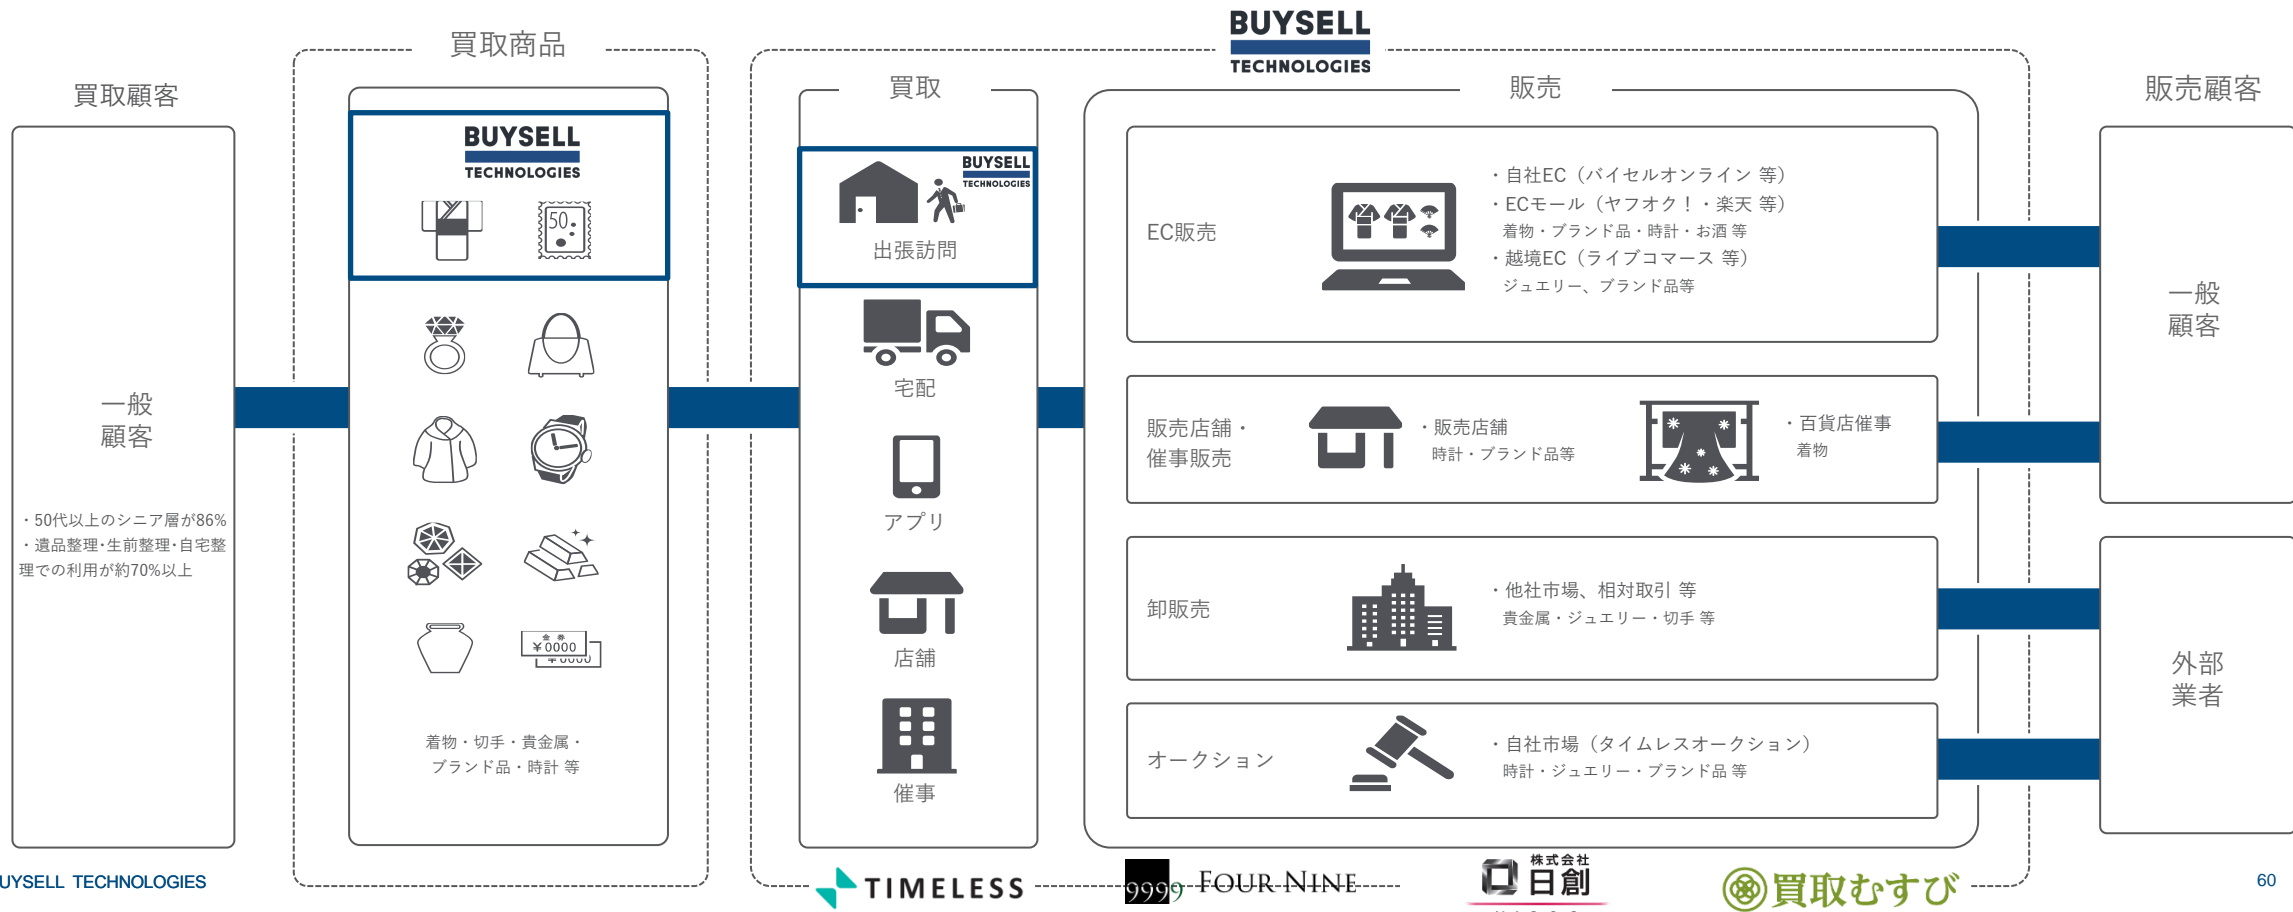 買取顧客
一般
顧客
・50代以上のシニア層が86%
・遺品整理・生前整理・自宅整
理での利用が約70%以上
買取商品
BUYSELL
TECHNOLOGIES
50
金 券
¥0000
着物・切手・貴金属・
ブランド品・時計 等
BUYSELL
TECHNOLOGIES
買取
BUYSELL
TECHNOLOGIES
出張訪問
宅配
アプリ
店舗
催事
販売
EC販売
・自社EC（バイセルオンライン 等）
・ECモール（ヤフオク！・楽天 等）
着物・ブランド品・時計・お酒 等
・越境EC（ライブコマース 等）
ジュエリー、ブランド品等
販売店舗・
催事販売
・販売店舗
時計・ブランド品等
・百貨店催事
着物
卸販売
・他社市場、相対取引 等
貴金属・ジュエリー・切手 等
オークション
・自社市場（タイムレスオークション）
時計・ジュエリー・ブランド品 等
販売顧客
一般
顧客
外部
業者
UYSELL TECHNOLOGIES
TIMELESS
9999 FOUR NINE
株式会社
日創
買取むすび
60